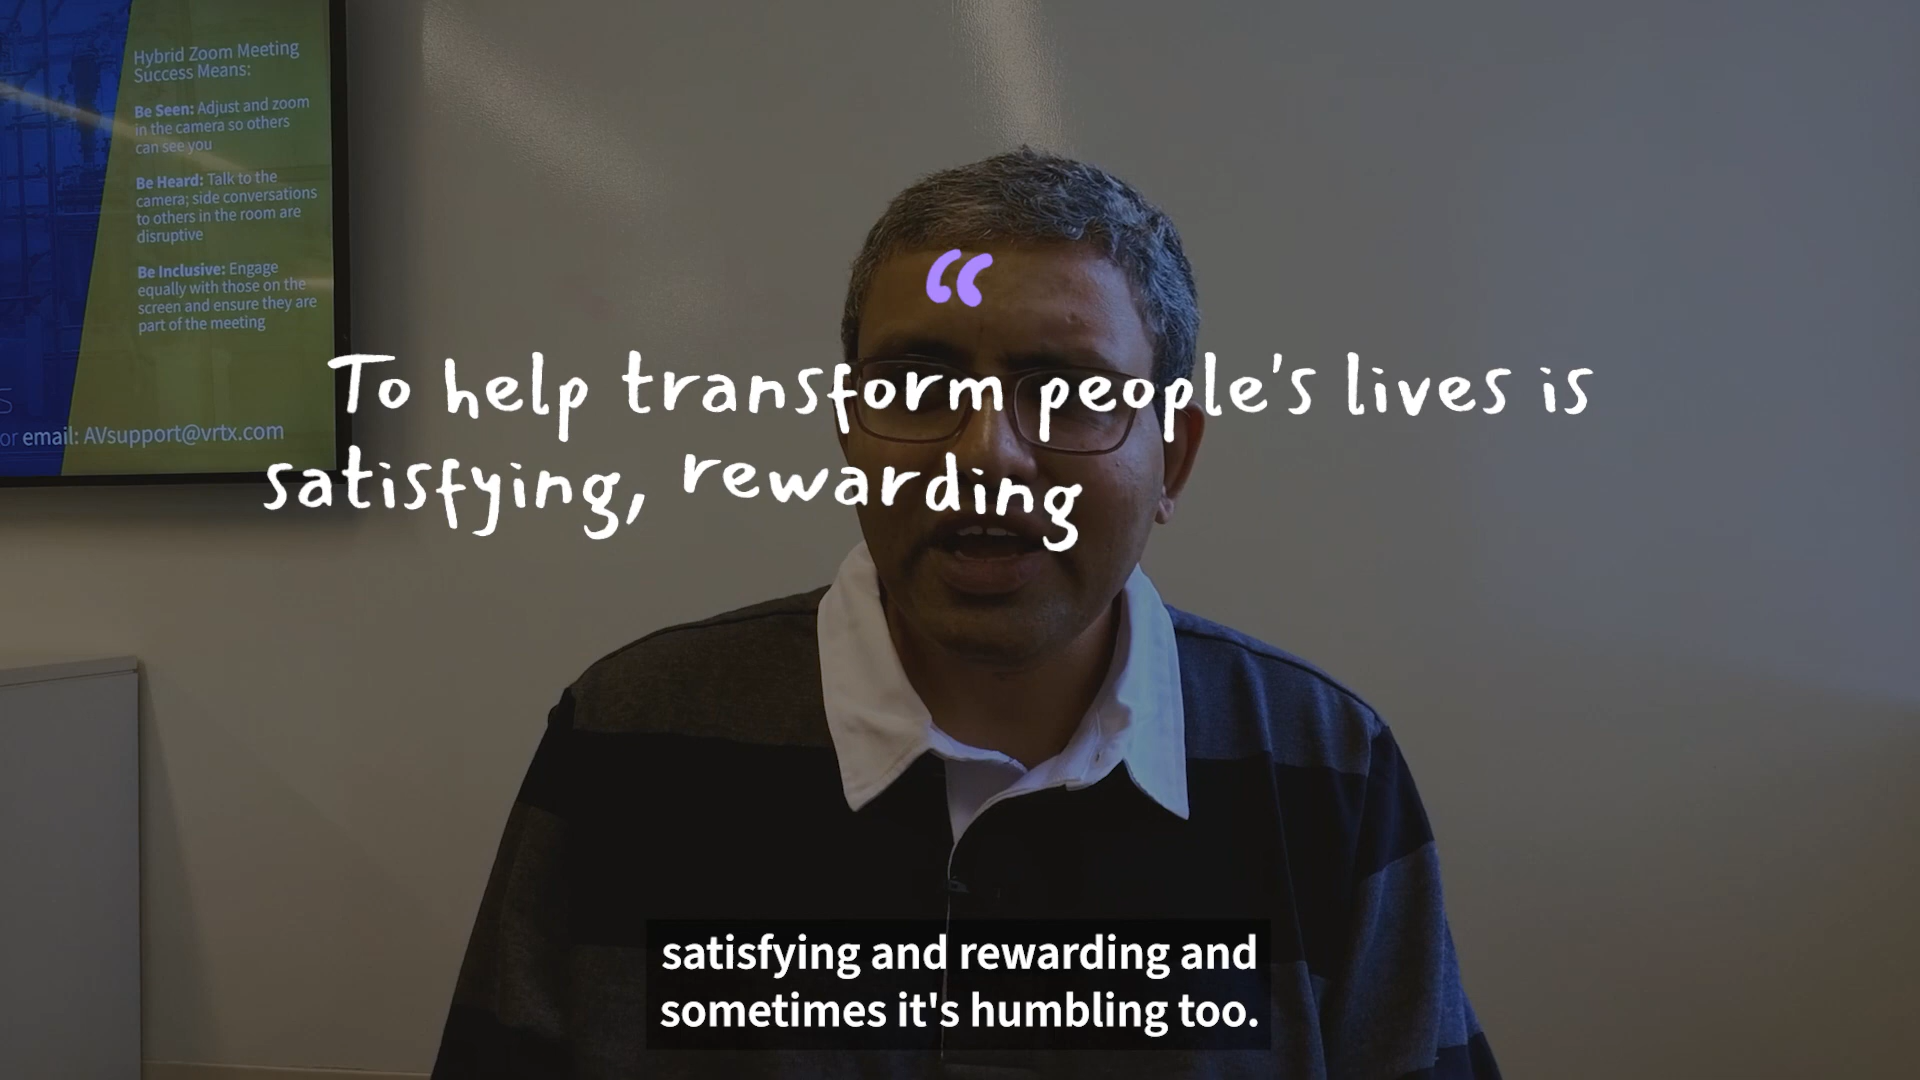 Hybrid Zoom Meeting
Success Means:
Be Seen: Adjust and zoom
in the camera so others
can see you
Be Heard: Talk to the
camera; side conversations
to others in the room are
disruptive
Be Inclusive: Engage
equally with those on the
screen and ensure they are
part of the meeting
S
or email: AVsupport@vrtx.com
“
To help transform people's lives is
satisfying, rewarding
satisfying and rewarding and
sometimes it's humbling too.